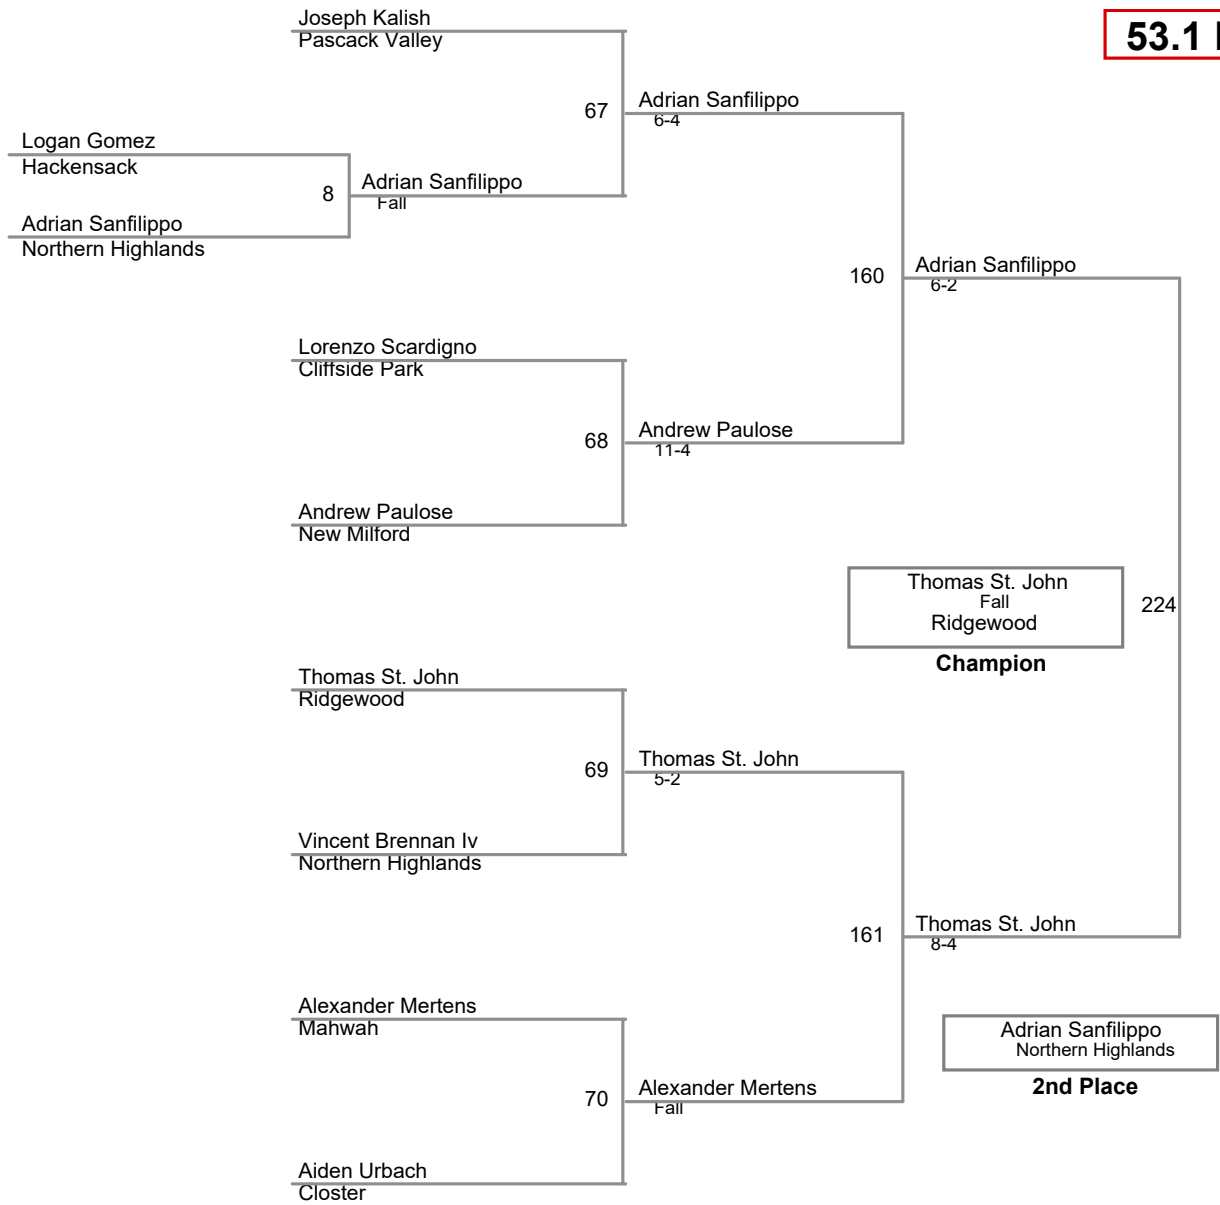 Joseph Kalish
Pascack Valley
53.1
67
Adrian Sanfilippo
6-4
Logan Gomez
Hackensack
8
Adrian Sanfilippo
Fall
Adrian Sanfilippo
Northern Highlands
160
Adrian Sanfilippo
6-2
Lorenzo Scardigno
Cliffside Park
68
Andrew Paulose
11-4
Andrew Paulose
New Milford
Thomas St. John
Fall
Ridgewood
224
Champion
Thomas St. John
Ridgewood
69
Thomas St. John
5-2
Vincent Brennan Iv
Northern Highlands
161
Thomas St. John
8-4
Alexander Mertens
Mahwah
Adrian Sanfilippo
Northern Highlands
2nd Place
70
Alexander Mertens
Fall
Aiden Urbach
Closter